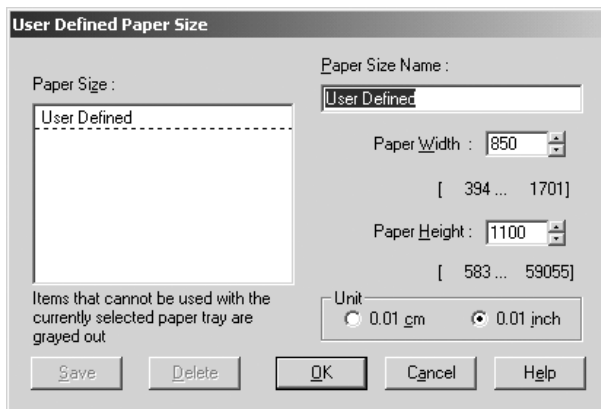 User Defined Paper Size
Paper Size :
User Defined
Items that cannot be used with the
currently selected paper tray are
grayed out
Paper Size Name :
User Defined
Paper Width : 850
[ 394 ... 1701]
Paper Height : 1100
[ 583 ... 59055]
Unit
0.01 cm 0.01 inch
Save Delete OK Cancel Help